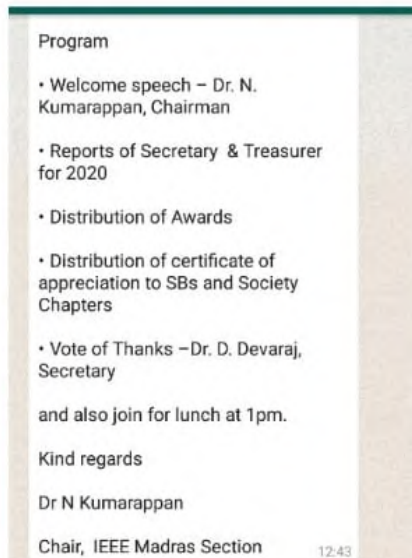 Program
• Welcome speech – Dr. N.
Kumarappan, Chairman
• Reports of Secretary & Treasurer
for 2020
• Distribution of Awards
• Distribution of certificate of
appreciation to SBs and Society
Chapters
• Vote of Thanks –Dr. D. Devaraj,
Secretary
and also join for lunch at 1pm.
Kind regards
Dr N Kumarappan
Chair, IEEE Madras Section
12:43